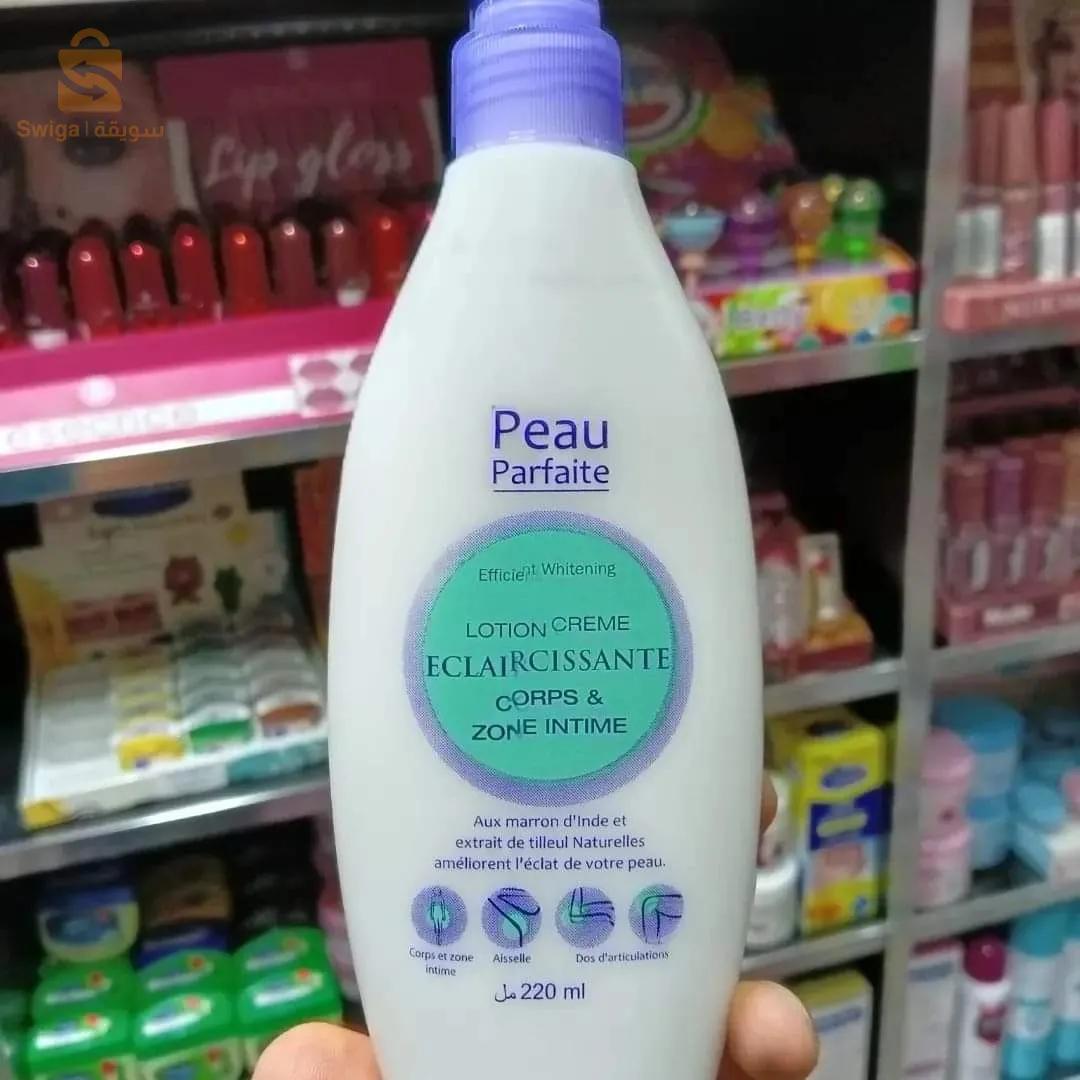 Swiga | سويقة
Lip gloss
essence
Peau
Parfaite
Efficient Whitening
LOTION CREME
ECLAIRCISSANTE
CORPS &
ZONE INTIME
Aux marron d'Inde et
extrait de tilleul Naturelles
améliorent l'éclat de votre peau.
Corps et zone
intime
Aisselle
Dos d'articulations
220 ml مل